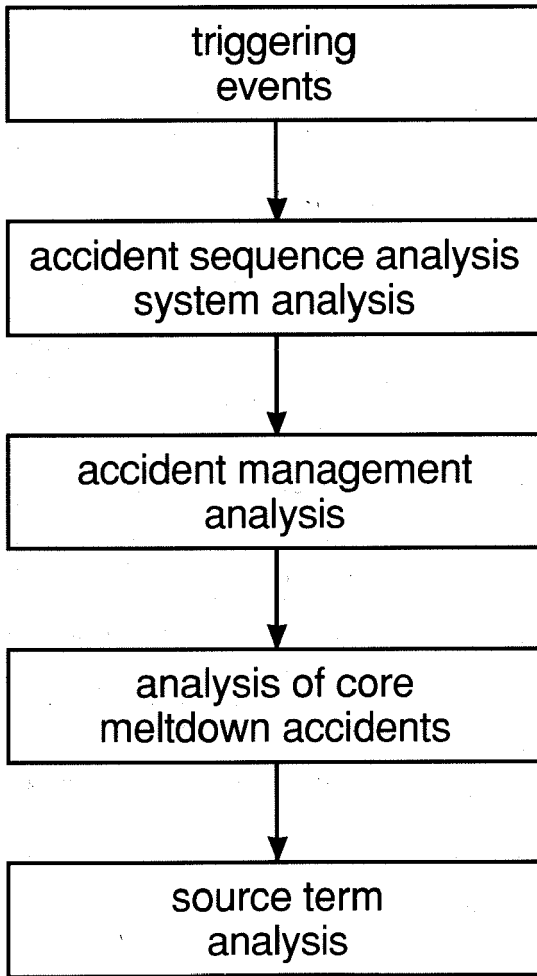 triggering
events
accident sequence analysis
system analysis
accident management
analysis
analysis of core
meltdown accidents
source term
analysis